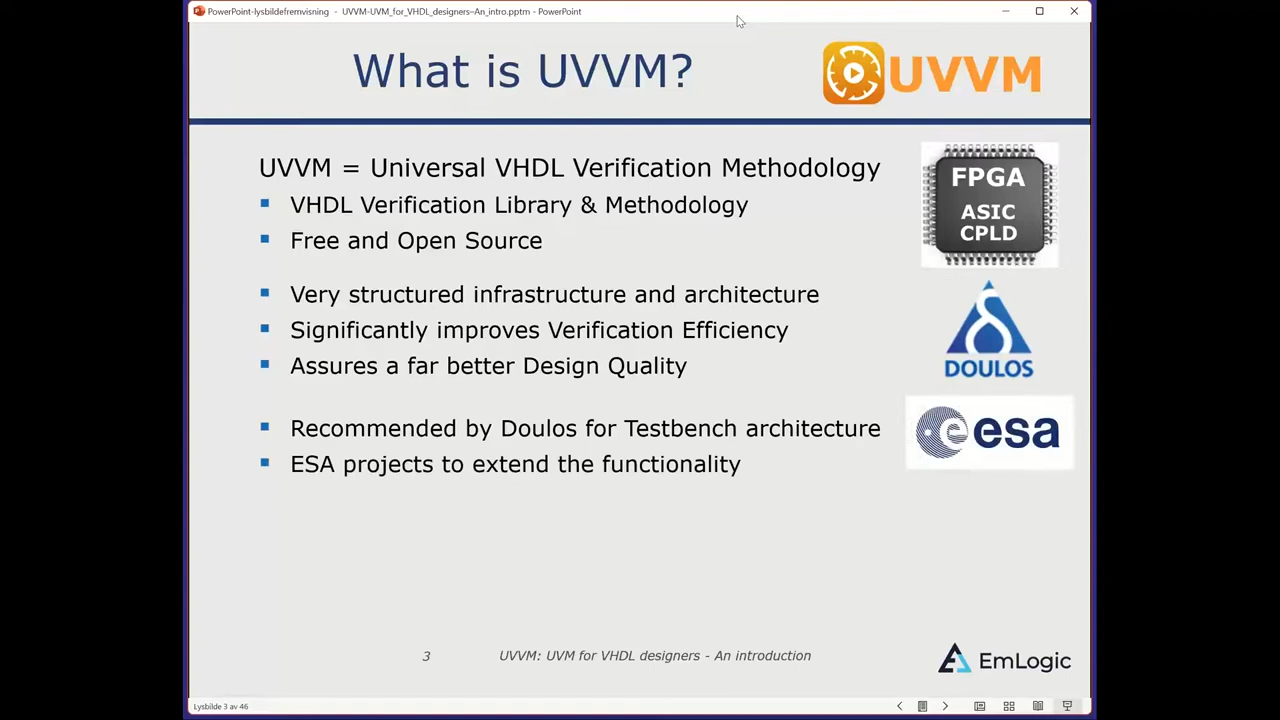 PowerPoint-lysbildefremvisning - UVVM-UVM_for_VHDL_designers–An_intro.pptm - PowerPoint
What is UVVM?
UVVM
UVVM = Universal VHDL Verification Methodology
VHDL Verification Library & Methodology
Free and Open Source
Very structured infrastructure and architecture
Significantly improves Verification Efficiency
Assures a far better Design Quality
Recommended by Doulos for Testbench architecture
ESA projects to extend the functionality
FPGA
ASIC
CPLD
DOULOS
esa
3
UVVM: UVM for VHDL designers - An introduction
EmLogic
Lysbilde 3 av 46